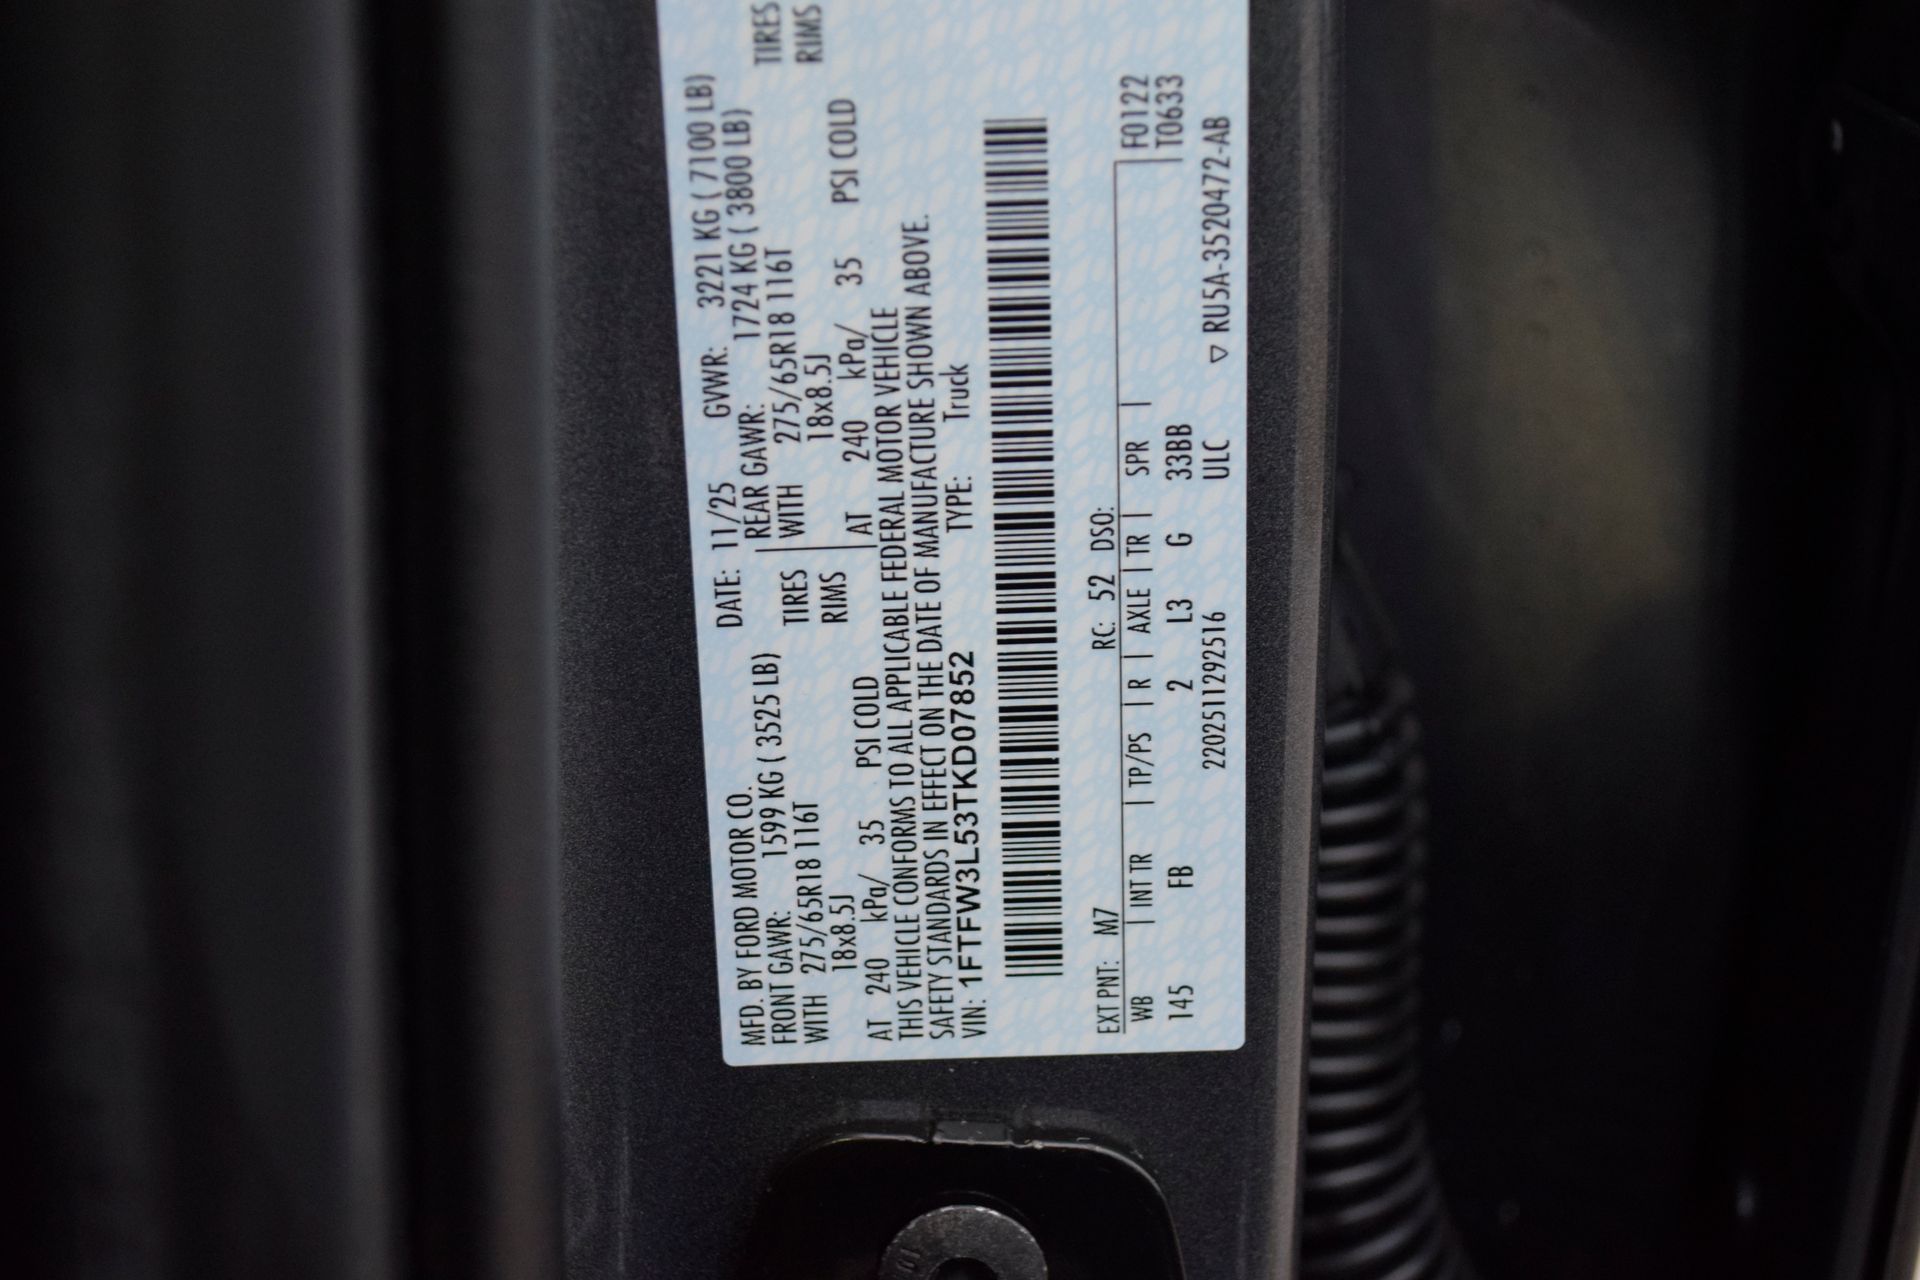 MFD. BY FORD MOTOR CO. DATE: 11/25 GVWR: 3221 KG ( 7100 LB)
FRONT GAWR: 1599 KG ( 3525 LB) REAR GAWR: 1724 KG ( 3800 LB)
WITH 275/65R18 116T TIRES WITH 275/65R18 116T TIRES
18x8.5J RIMS 18x8.5J RIMS
AT 240 kPa/ 35 PSI COLD AT 240 kPa/ 35 PSI COLD
THIS VEHICLE CONFORMS TO ALL APPLICABLE FEDERAL MOTOR VEHICLE
SAFETY STANDARDS IN EFFECT ON THE DATE OF MANUFACTURE SHOWN ABOVE.
VIN: 1FTFW3L53TKD07852 TYPE: Truck
EXT PNT: M7 RC: 52 DSO: F0122
WB | INT TR | TP/PS | R | AXLE | TR | SPR | T0633
145 FB 2 L3 G 33BB
2202511292516 ULC ▽ RU5A-3520472-AB